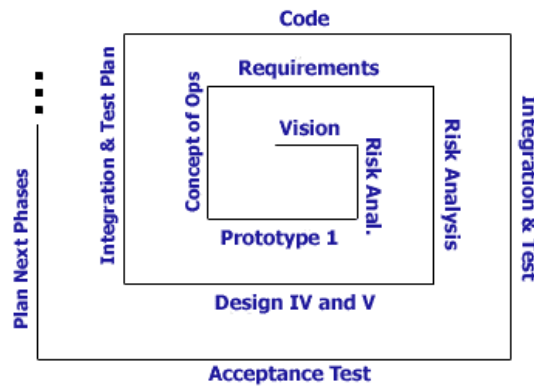 Code
Requirements
Vision
Risk Anal.
Prototype 1
Concept of Ops
Risk Analysis
Design IV and V
Integration & Test Plan
Integration & Test
Acceptance Test
Plan Next Phases